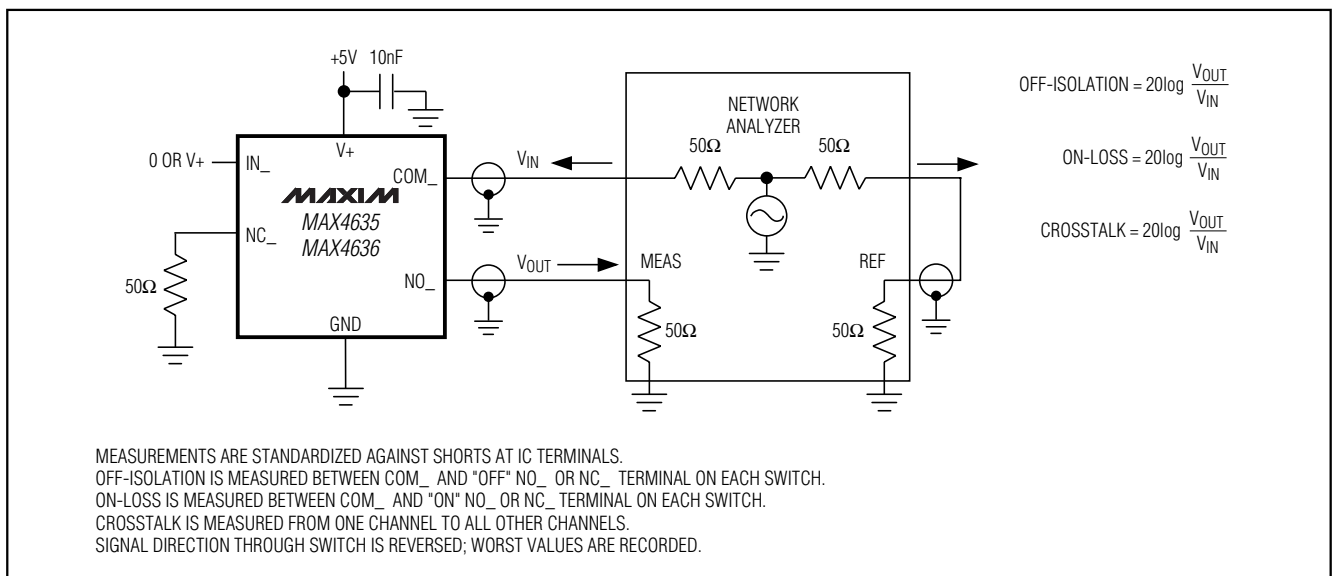 +5V 10nF
V+
0 OR V+
IN_
COM_
MAXIM
MAX4635
MAX4636
NC_
NO_
GND
50Ω
V_IN
V_OUT
NETWORK
ANALYZER
50Ω
50Ω
MEAS
REF
50Ω
50Ω
OFF-ISOLATION = 20log V_OUT / V_IN
ON-LOSS = 20log V_OUT / V_IN
CROSSTALK = 20log V_OUT / V_IN
MEASUREMENTS ARE STANDARDIZED AGAINST SHORTS AT IC TERMINALS.
OFF-ISOLATION IS MEASURED BETWEEN COM_ AND "OFF" NO_ OR NC_ TERMINAL ON EACH SWITCH.
ON-LOSS IS MEASURED BETWEEN COM_ AND "ON" NO_ OR NC_ TERMINAL ON EACH SWITCH.
CROSSTALK IS MEASURED FROM ONE CHANNEL TO ALL OTHER CHANNELS.
SIGNAL DIRECTION THROUGH SWITCH IS REVERSED; WORST VALUES ARE RECORDED.